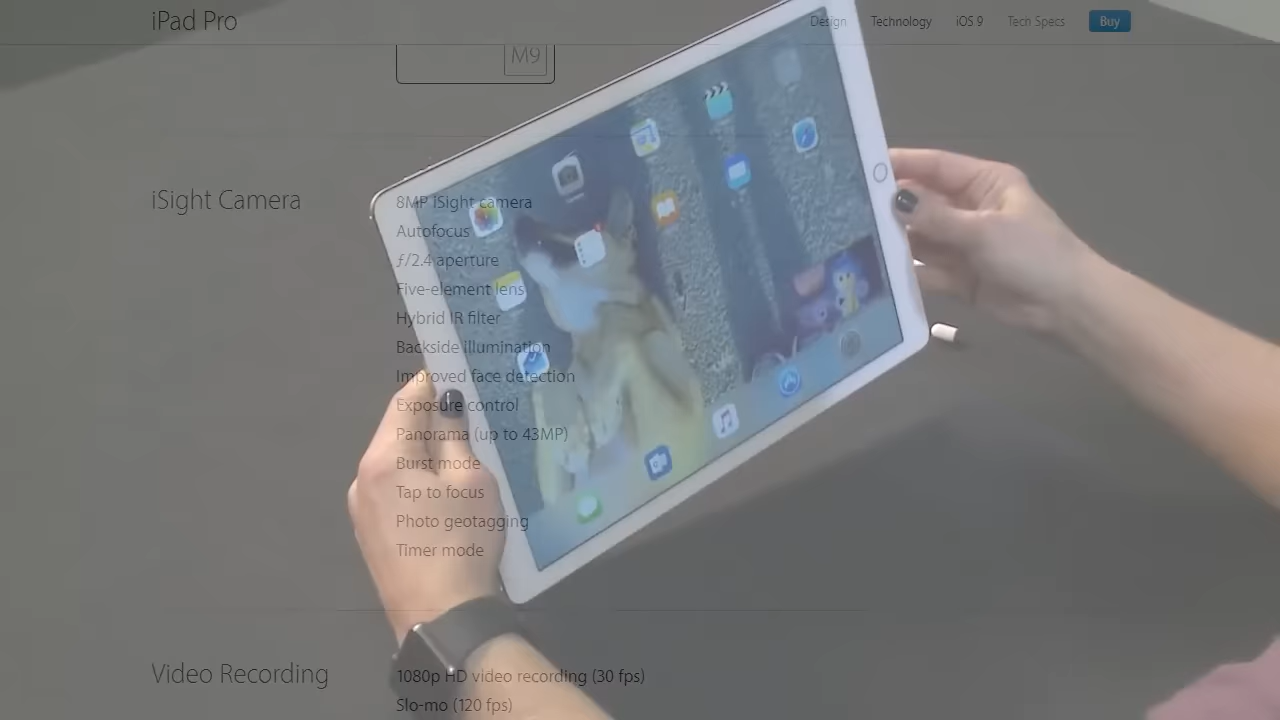 iPad Pro
Design Technology iOS 9 Tech Specs Buy
M9
iSight Camera
8MP iSight camera
Autofocus
ƒ/2.4 aperture
Five-element lens
Hybrid IR filter
Backside illumination
Improved face detection
Exposure control
Panorama (up to 43MP)
Burst mode
Tap to focus
Photo geotagging
Timer mode
Video Recording
1080p HD video recording (30 fps)
Slo-mo (120 fps)